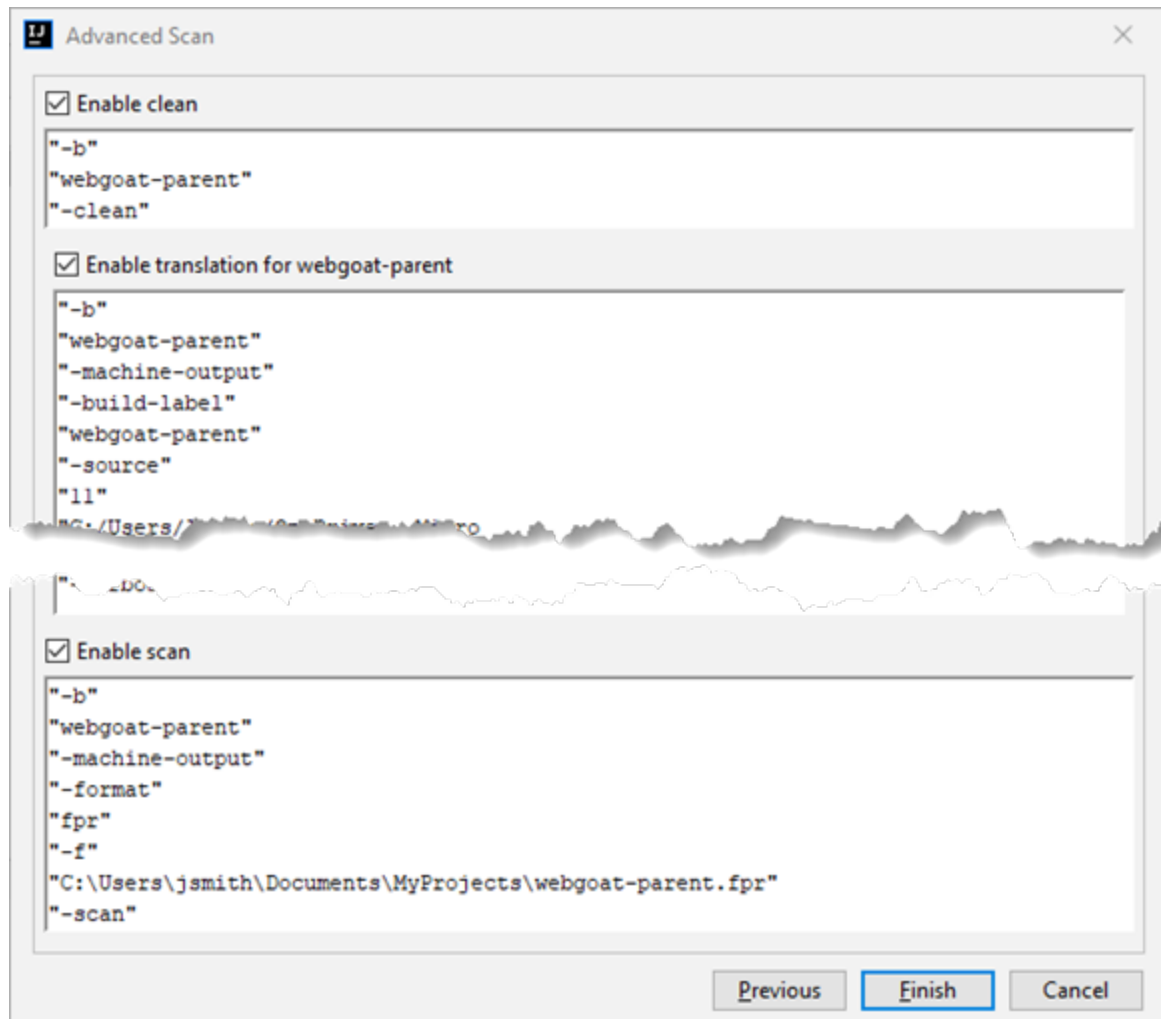 IJ
Advanced Scan
Enable clean
"-b"
"webgoat-parent"
"-clean"
Enable translation for webgoat-parent
"-b"
"webgoat-parent"
"-machine-output"
"-build-label"
"webgoat-parent"
"-source"
"11"
"C:/Users/
Enable scan
"-b"
"webgoat-parent"
"-machine-output"
"-format"
"fpr"
"-f"
"C:\Users\jsmith\Documents\MyProjects\webgoat-parent.fpr"
"-scan"
Previous
Finish
Cancel